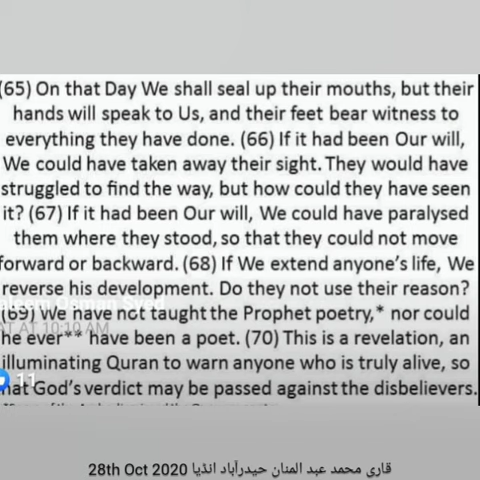 (65) On that Day We shall seal up their mouths, but their
hands will speak to Us, and their feet bear witness to
everything they have done. (66) If it had been Our will,
We could have taken away their sight. They would have
struggled to find the way, but how could they have seen
it? (67) If it had been Our will, We could have paralysed
them where they stood, so that they could not move
forward or backward. (68) If We extend anyone's life, We
reverse his development. Do they not use their reason?
Osman Syed
(69) We have not taught the Prophet poetry,* nor could
AT 10:10 AM
he ever** have been a poet. (70) This is a revelation, an
illuminating Quran to warn anyone who is truly alive, so
11
that God's verdict may be passed against the disbelievers.
28th Oct 2020 قاری محمد عبد المنان حیدرآباد انڈیا